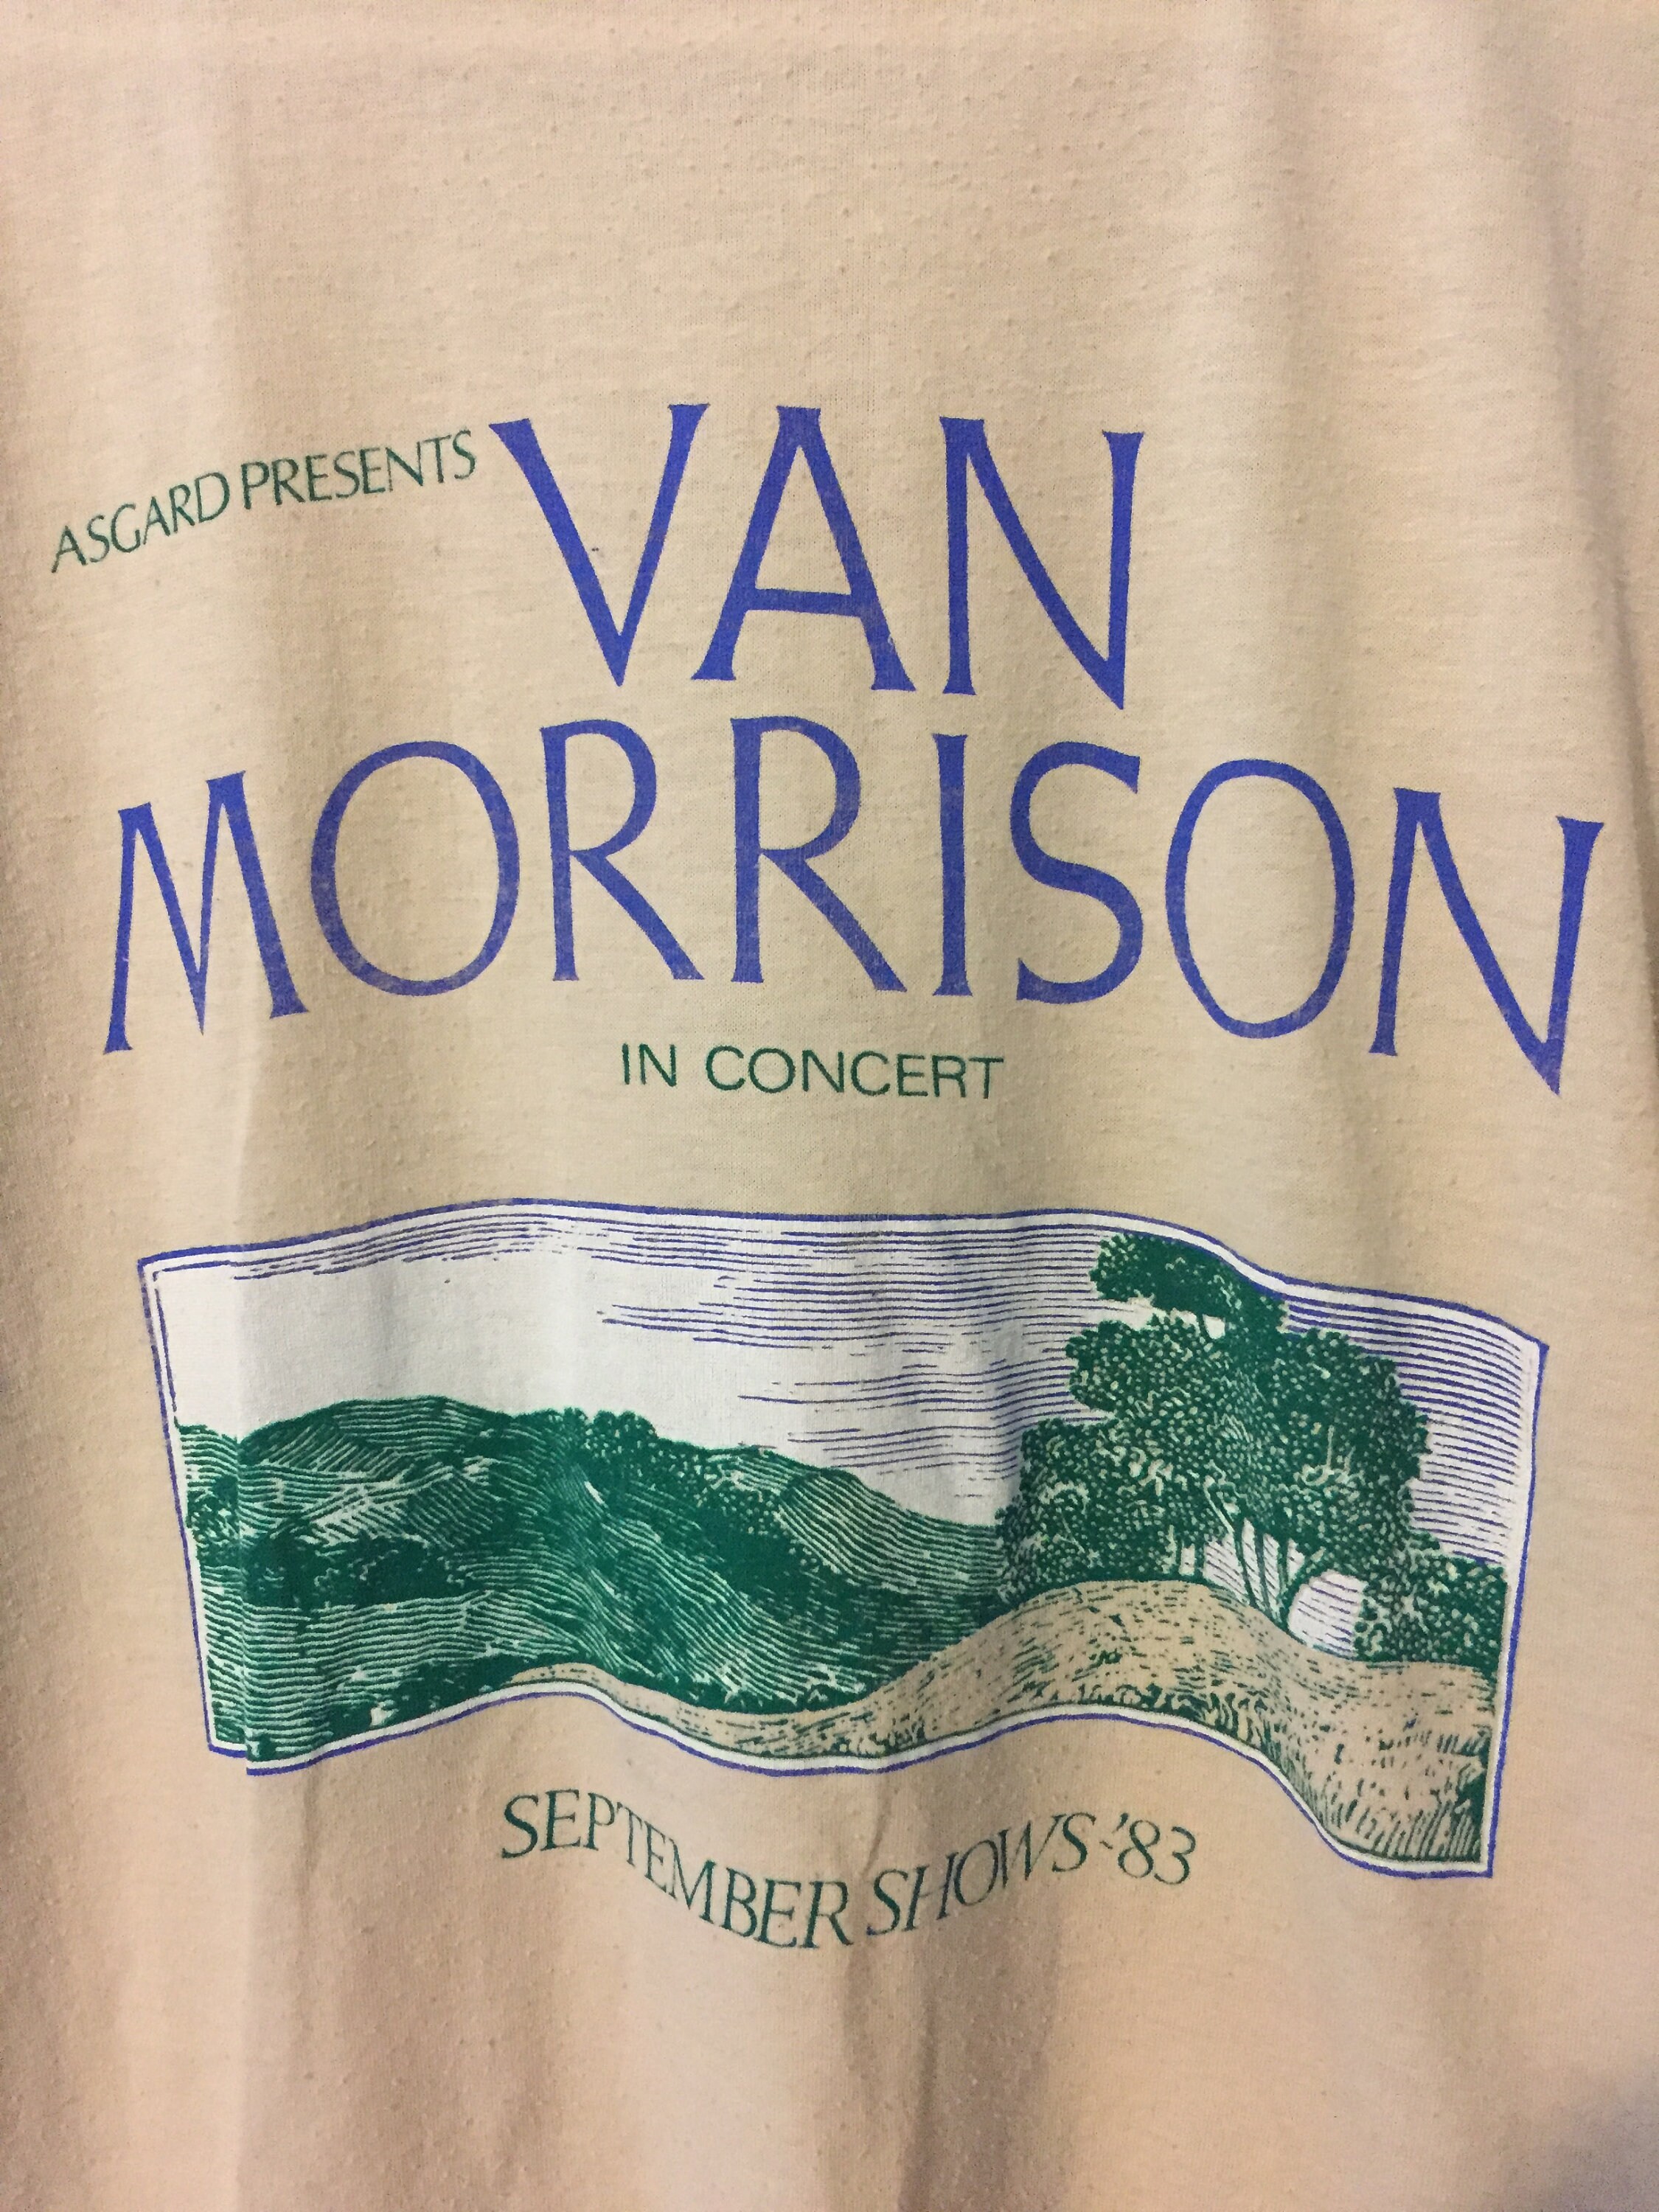 ASGARD PRESENTS
VAN
MORRISON
IN CONCERT
SEPTEMBER SHOWS-'83